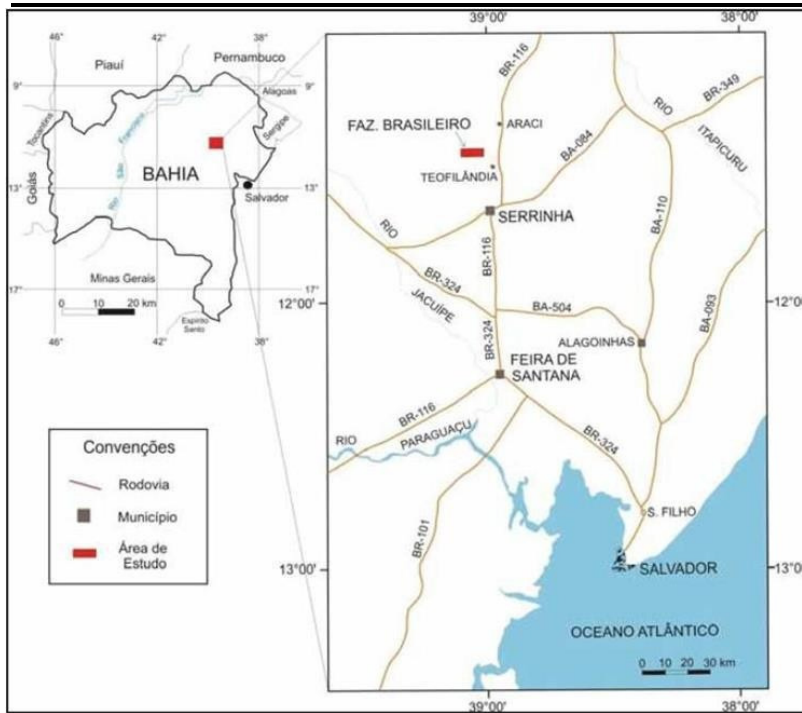 46° 42° 38°
Piauí
Pernambuco
9° 9°
Alagoas
Tocantins
São Francisco
Rio
Sergipe
Goiás
BAHIA
13° 13°
Salvador
Minas Gerais
17° 17°
0 10 20 km
Espírito
Santo
46° 42° 38°
Convenções
Rodovia
Município
Área de
Estudo
39°00' 38°00'
BR-116
BR-349
RIO
ITAPICURU
ARACI
FAZ. BRASILEIRO
BA-084
TEOFILÂNDIA
BA-110
RIO
SERRINHA
BR-116
BR-324
JACUÍPE
BA-093
12°00' 12°0
BA-504
BR-324
ALAGOINHAS
FEIRA DE
SANTANA
BR-116
PARAGUAÇU
RIO
BR-324
BR-101
S. FILHO
13°00' 13°0
SALVADOR
OCEANO ATLÂNTICO
0 10 20 30 km
39°00' 38°00'